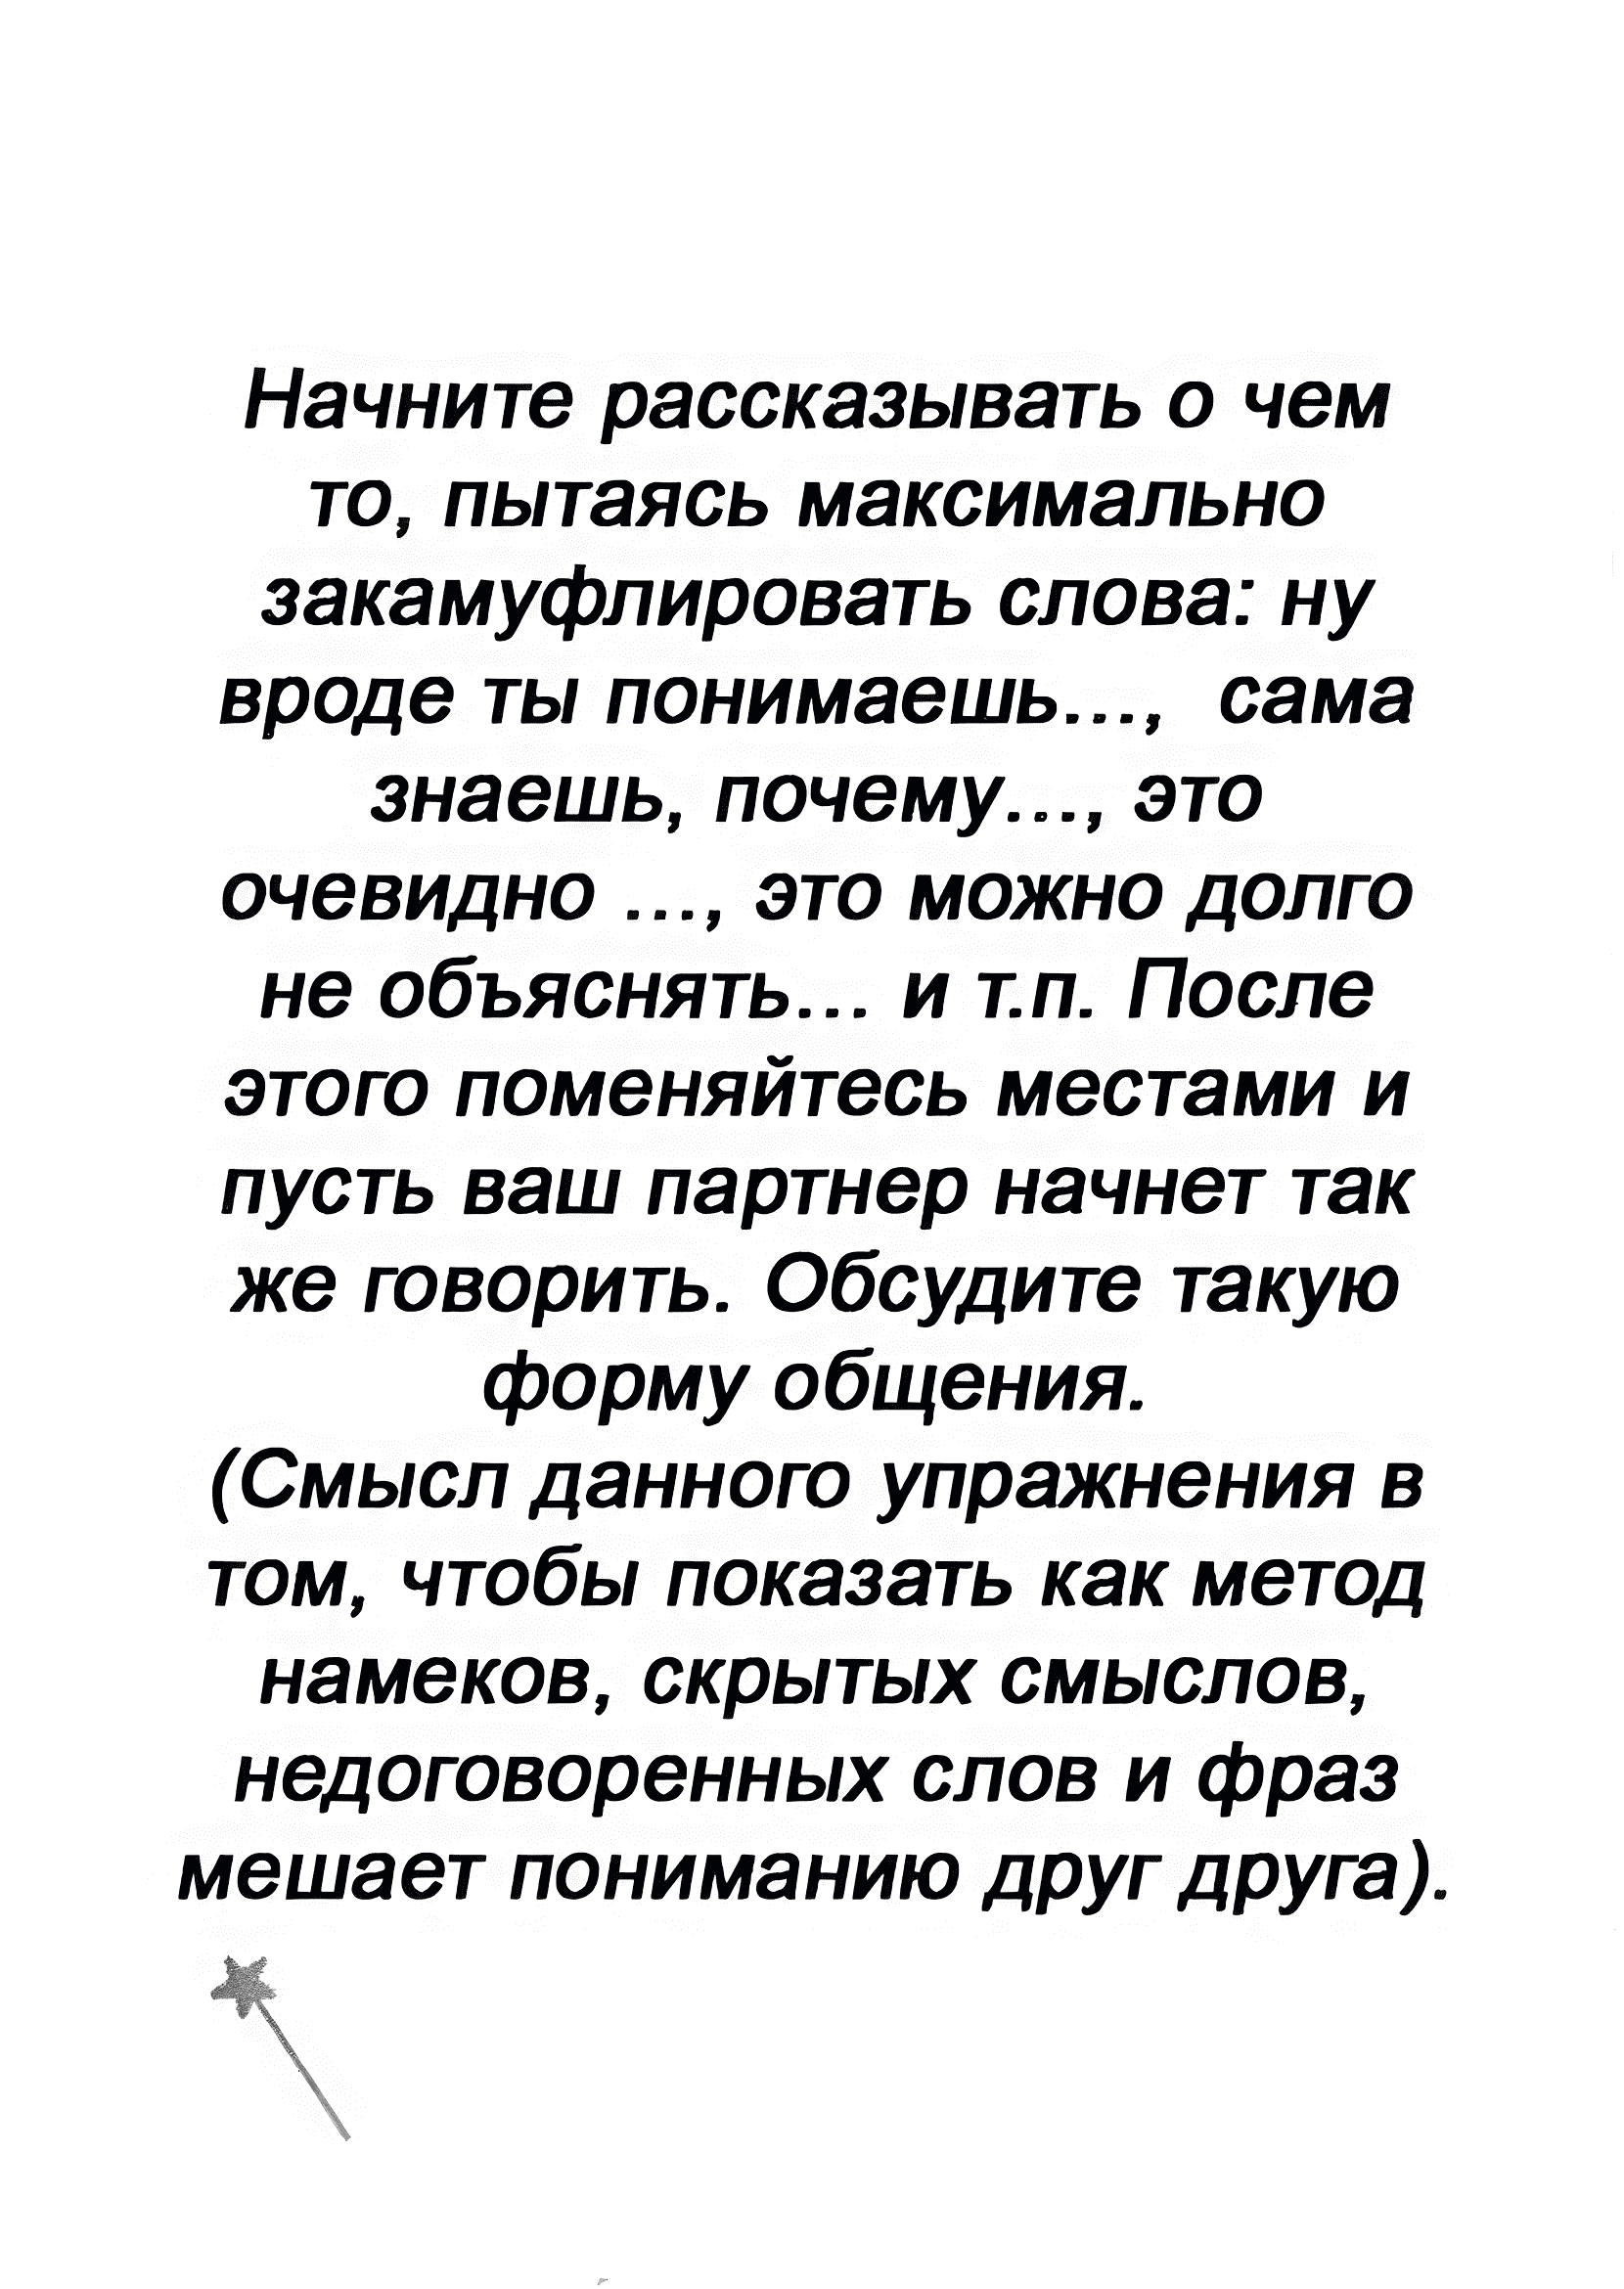 Начните рассказывать о чем
то, пытаясь максимально
закамуфлировать слова: ну
вроде ты понимаешь..., сама
знаешь, почему..., это
очевидно ..., это можно долго
не объяснять... и т.п. После
этого поменяйтесь местами и
пусть ваш партнер начнет так
же говорить. Обсудите такую
форму общения.
(Смысл данного упражнения в
том, чтобы показать как метод
намеков, скрытых смыслов,
недоговоренных слов и фраз
мешает пониманию друг друга).